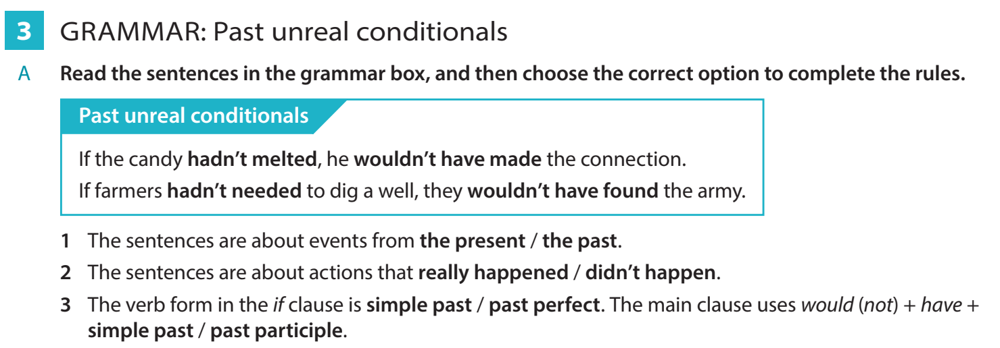 3 GRAMMAR: Past unreal conditionals
A Read the sentences in the grammar box, and then choose the correct option to complete the rules.
Past unreal conditionals
If the candy hadn’t melted, he wouldn’t have made the connection.
If farmers hadn’t needed to dig a well, they wouldn’t have found the army.
1 The sentences are about events from the present / the past.
2 The sentences are about actions that really happened / didn’t happen.
3 The verb form in the if clause is simple past / past perfect. The main clause uses would (not) + have +
simple past / past participle.